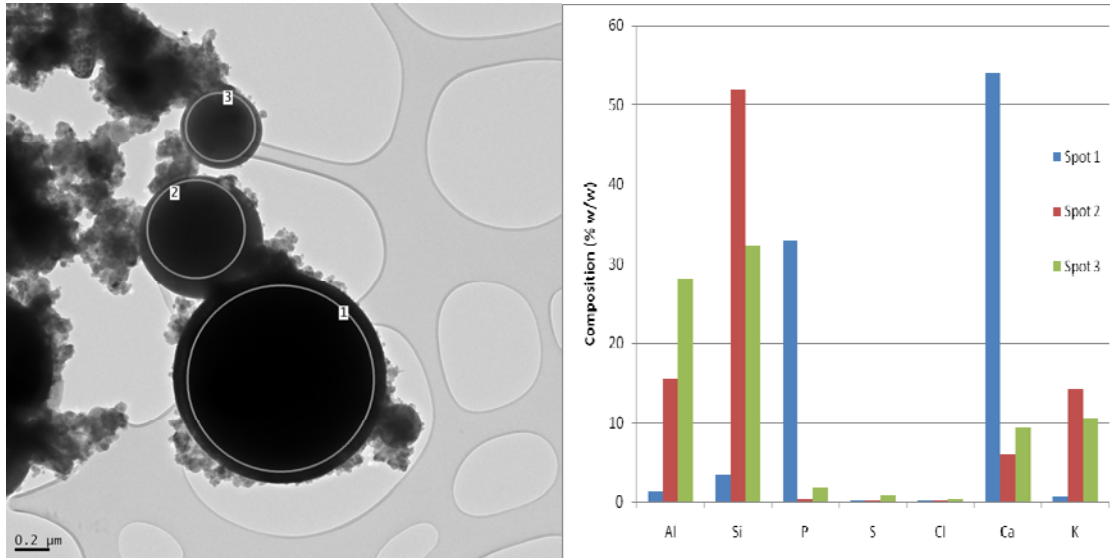 3
2
1
0.2 μm
60
50
40
30
20
10
0
Composition (% w/w)
Al Si P S Cl Ca K
Spot 1
Spot 2
Spot 3